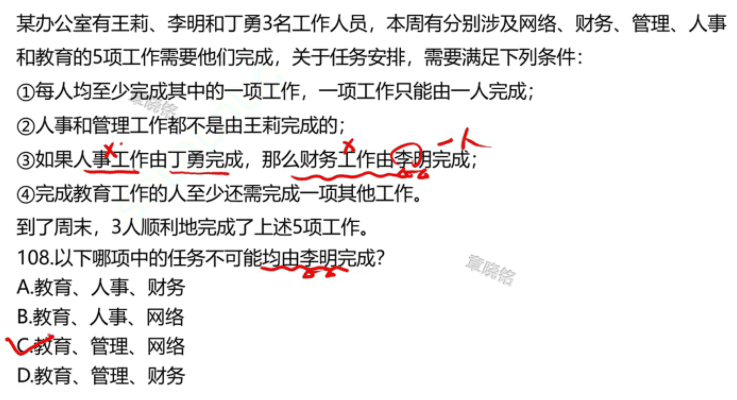 某办公室有王莉、李明和丁勇3名工作人员，本周有分别涉及网络、财务、管理、人事
和教育的5项工作需要他们完成，关于任务安排，需要满足下列条件：
①每人均至少完成其中的一项工作，一项工作只能由一人完成；
②人事和管理工作都不是由王莉完成的；
一人
③如果人事工作由丁勇完成，那么财务工作由李明完成；
④完成教育工作的人至少还需完成一项其他工作。
到了周末，3人顺利地完成了上述5项工作。
108.以下哪项中的任务不可能均由李明完成？
章晓铭
A.教育、人事、财务
B.教育、人事、网络
C.教育、管理、网络
D.教育、管理、财务